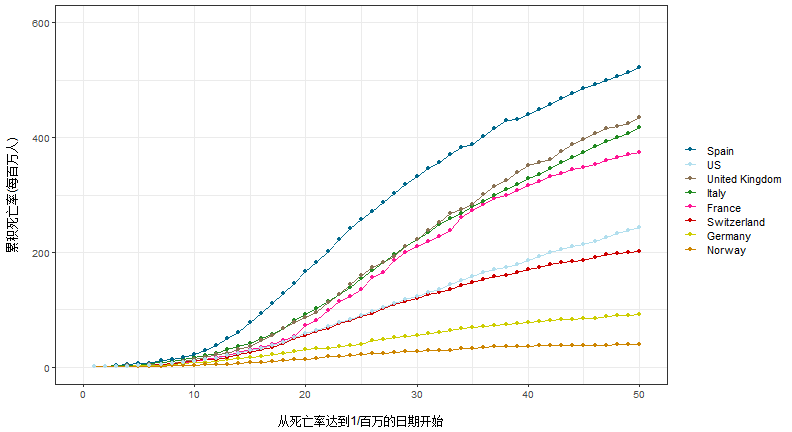 600
400
200
0
累积死亡率(每百万人)
0 10 20 30 40 50
从死亡率达到1/百万的日期开始
Spain
US
United Kingdom
Italy
France
Switzerland
Germany
Norway